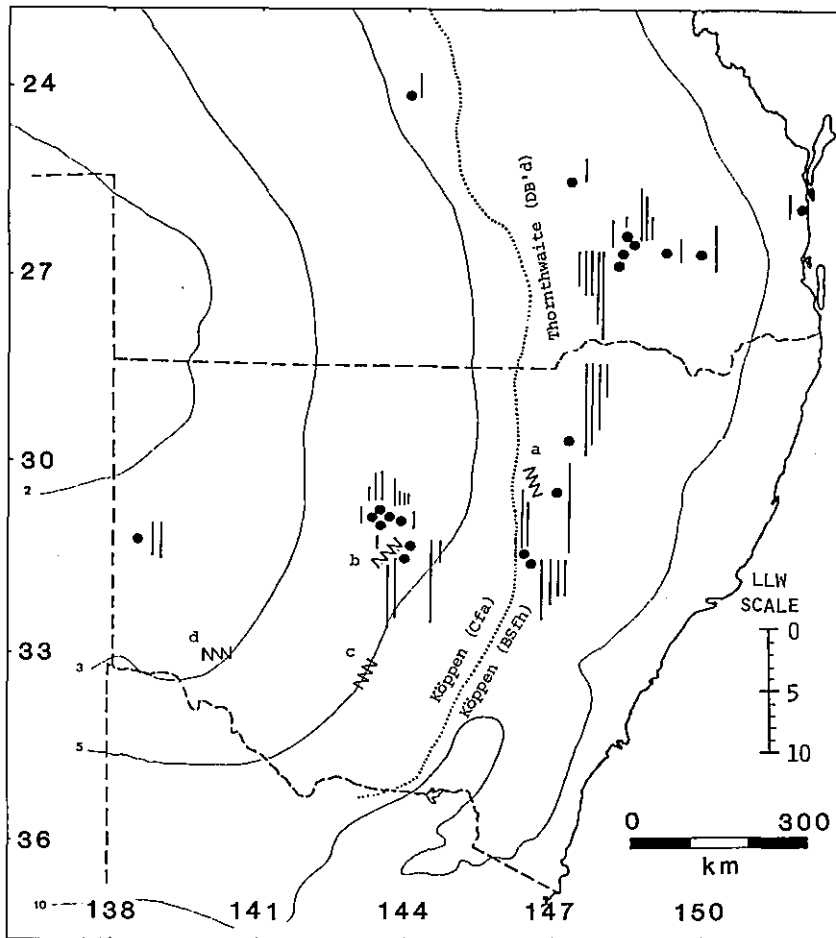 24
27
30
33
36
138
141
144
147
150
Thornthwaite (DB'd)
Köppen (Cfa)
Köppen (BSfh)
a
b
c
d
2
3
5
10
LLW
SCALE
0
5
10
0 300
km